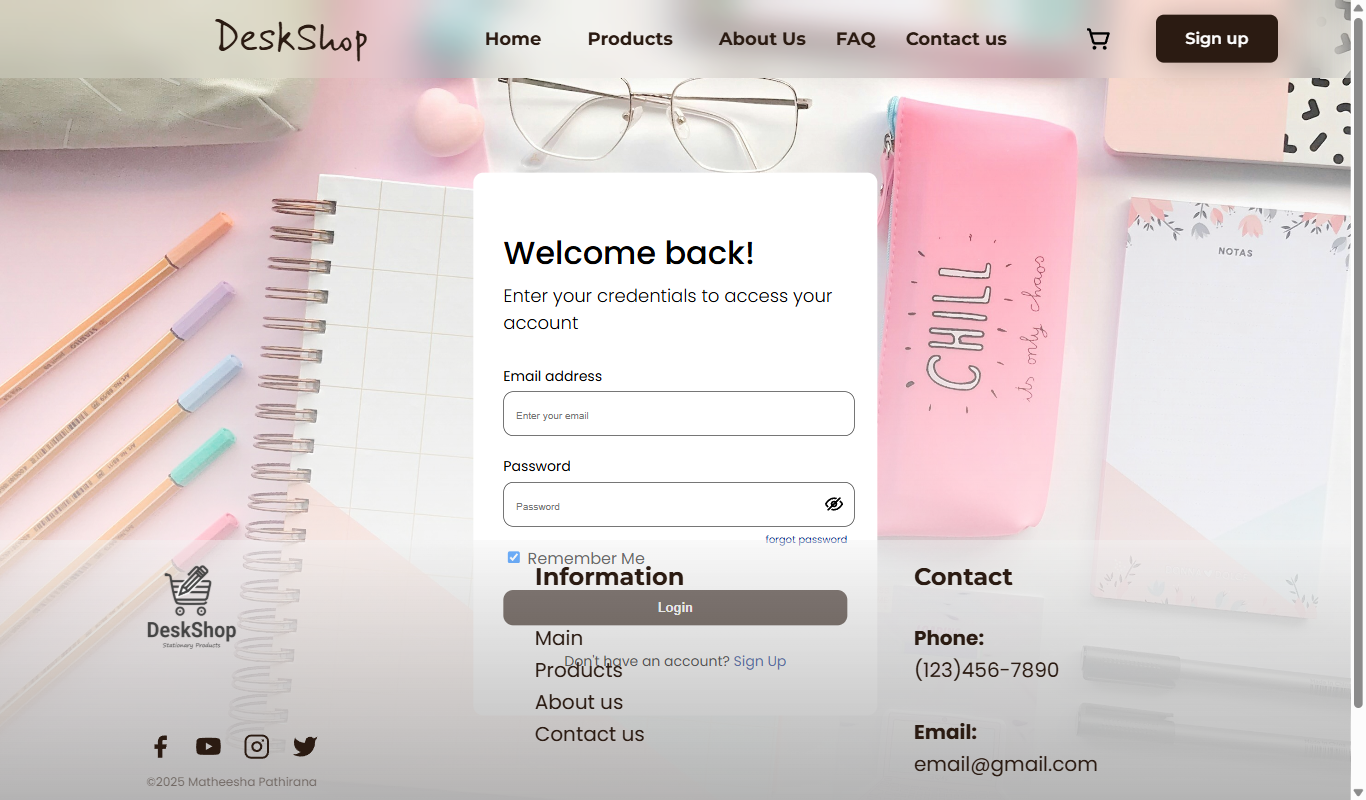 DeskShop
Home Products About Us FAQ Contact us
Sign up
NOTAS
CHILL
its only chaos
Welcome back!
Enter your credentials to access your
account
Email address
Enter your email
Password
Password
forgot password
Remember Me
Login
Don't have an account? Sign Up
DeskShop
Stationary Products
©2025 Matheesha Pathirana
Information
Main
Products
About us
Contact us
Contact
Phone:
(123)456-7890
Email:
email@gmail.com